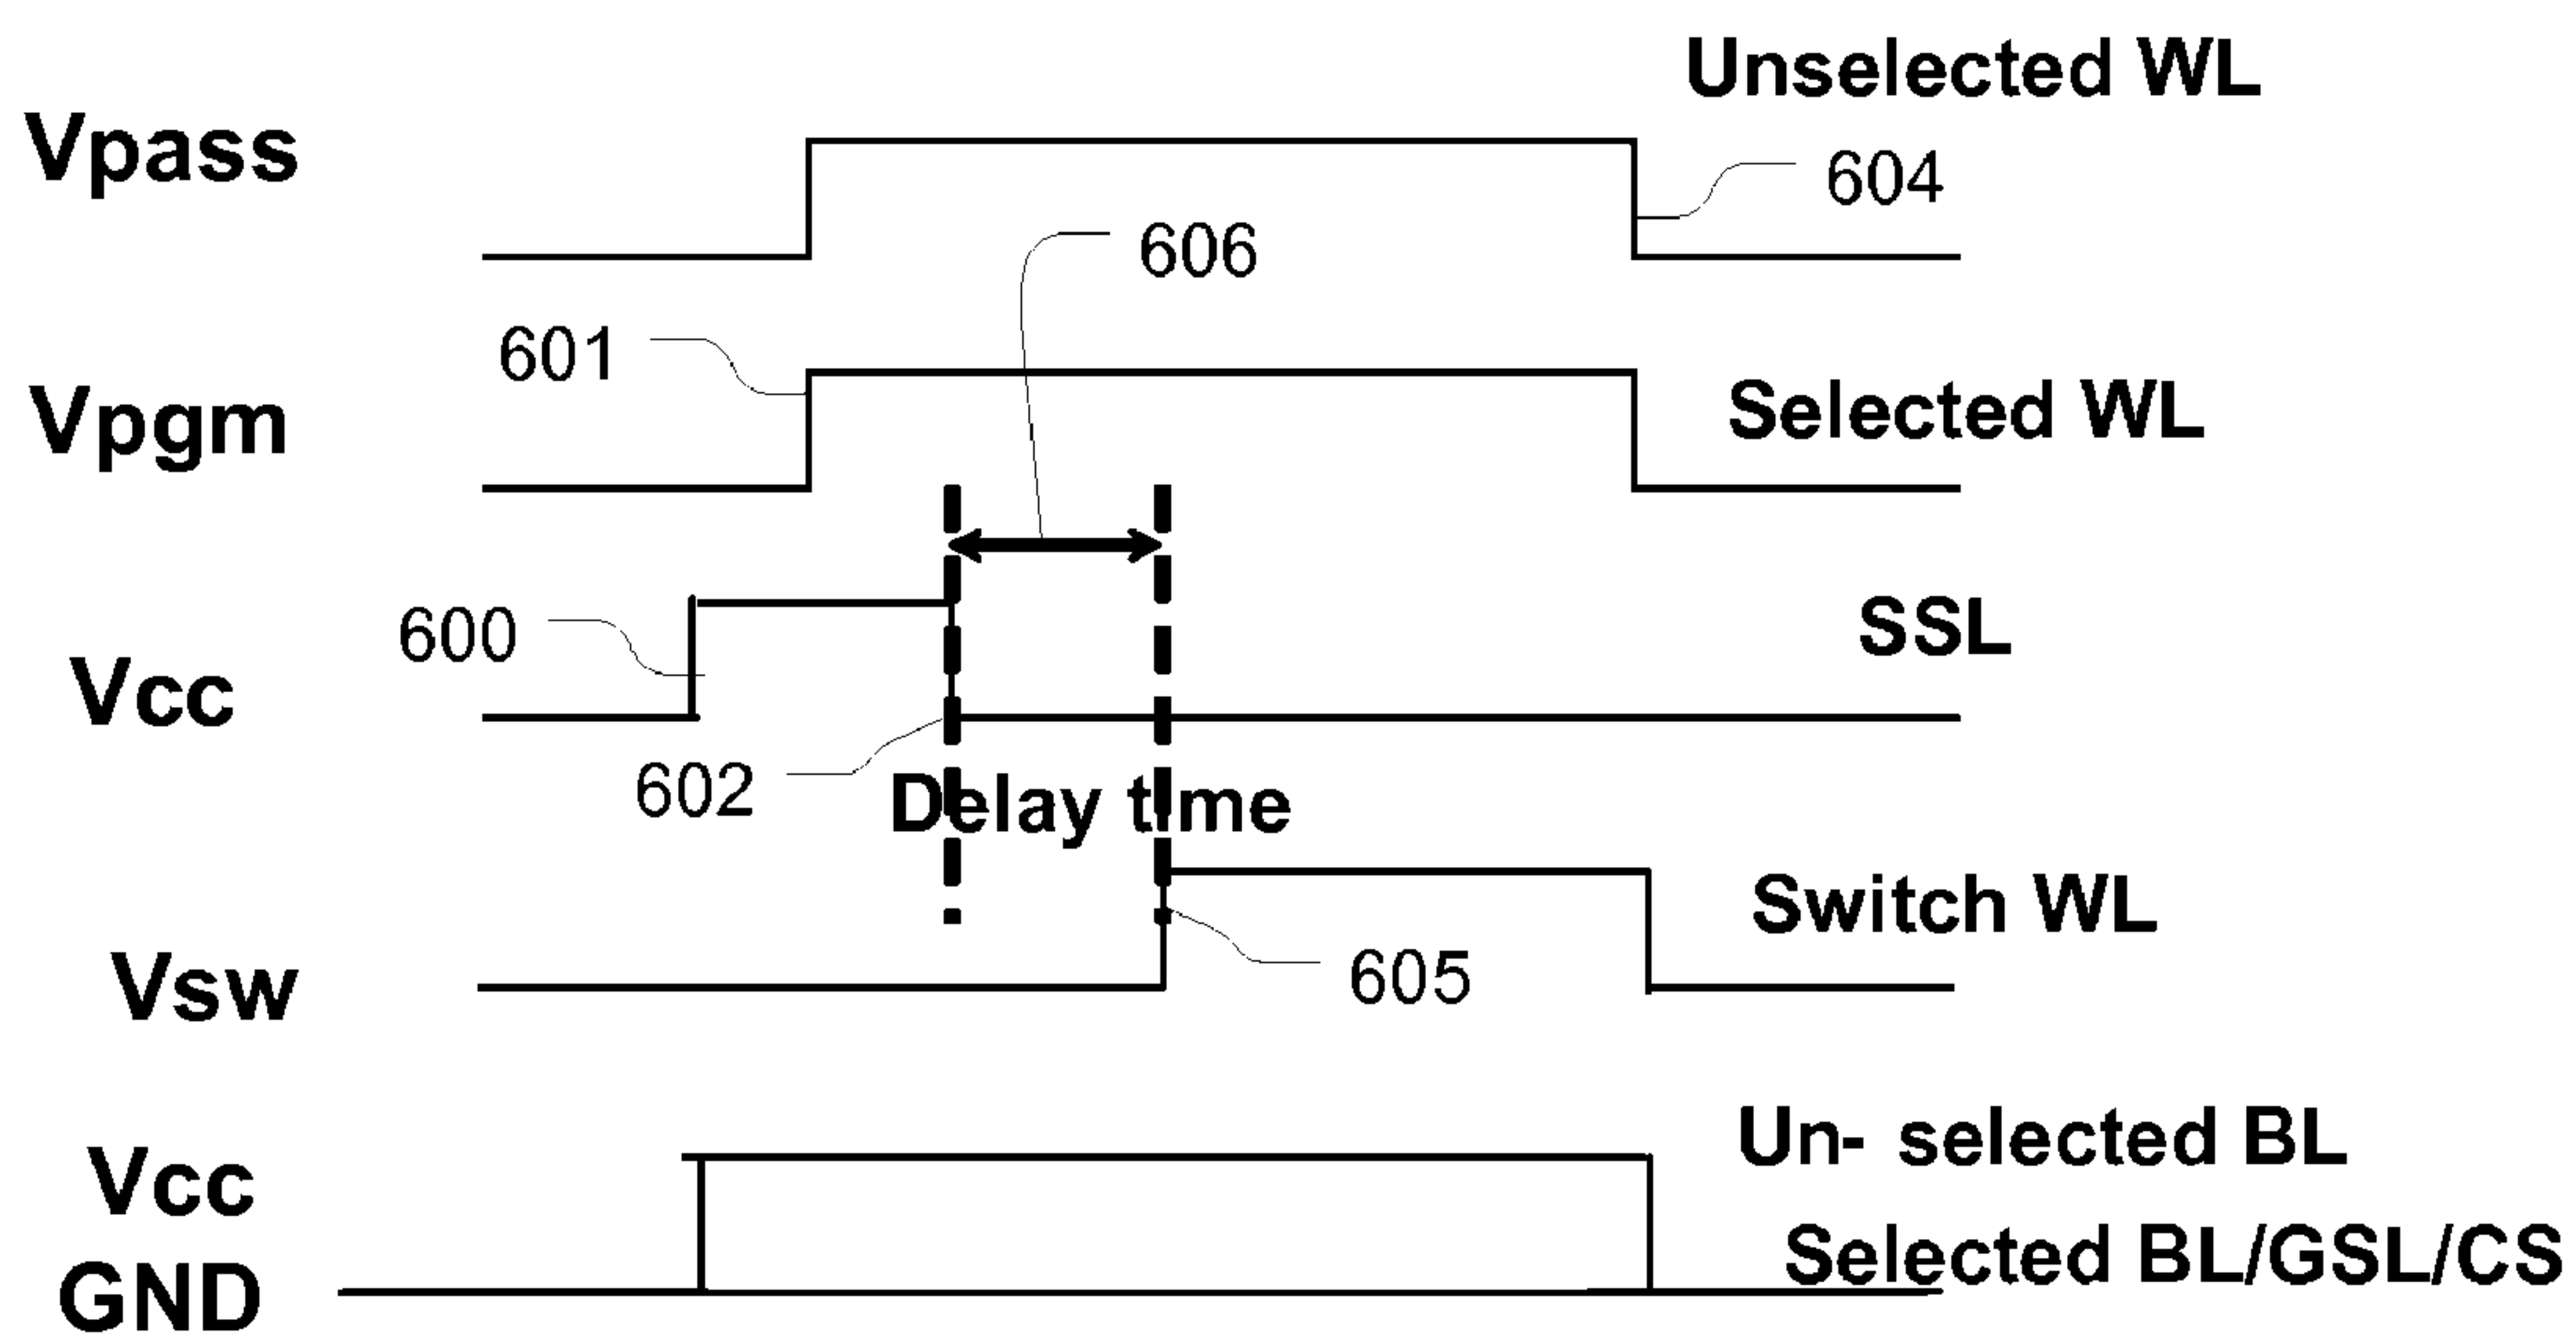 Unselected WL
Vpass
604
606
601
Vpgm
Selected WL
600
SSL
Vcc
602
Delay time
Switch WL
Vsw
605
Un- selected BL
Vcc
Selected BL/GSL/CS
GND